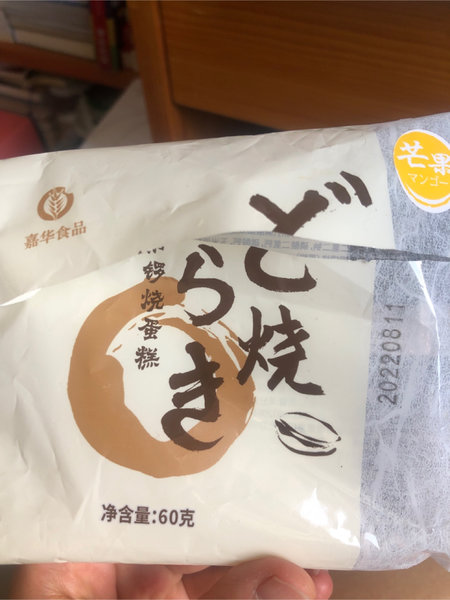 嘉华食品
芒果
マンゴー
どら焼き
锣烧蛋糕
20220811
净含量:60克